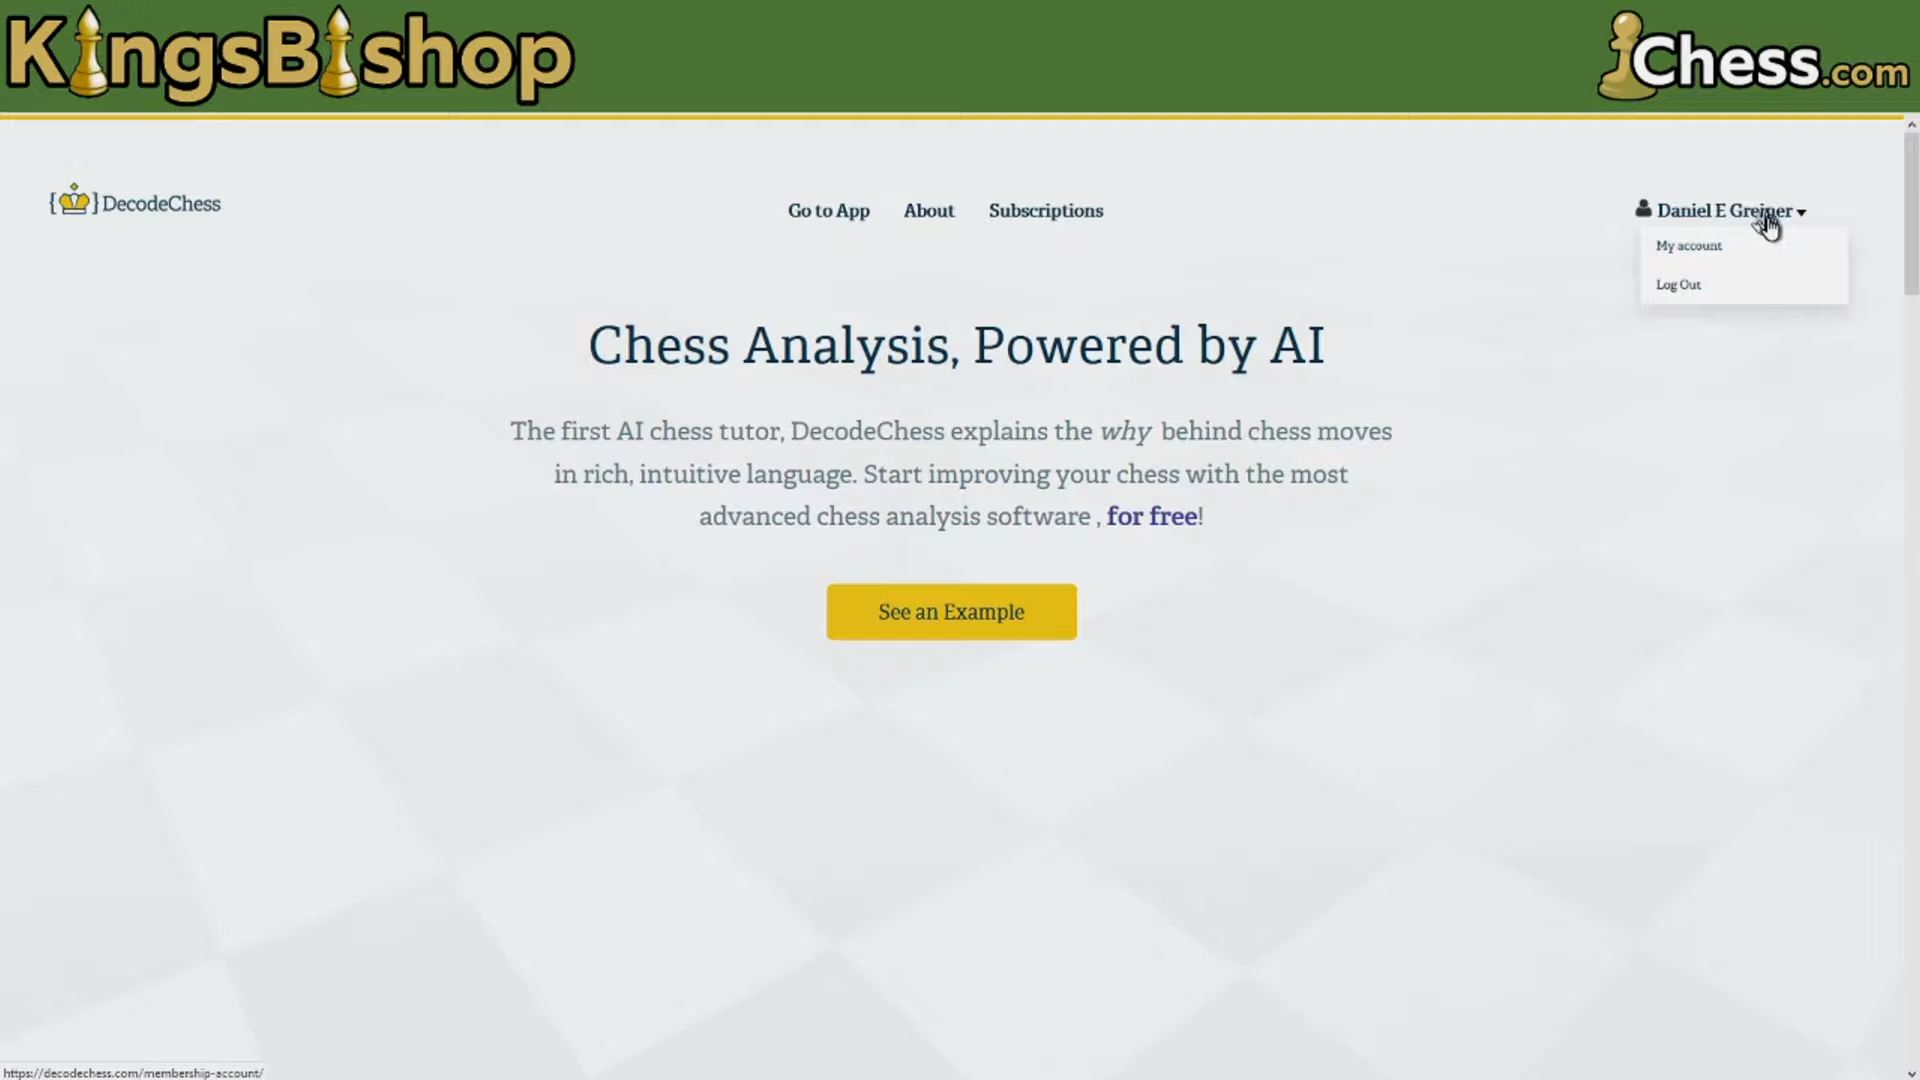 KingsBishop
Chess.com
{ } DecodeChess
Go to App
About
Subscriptions
Daniel E Greiner
My account
Log Out
Chess Analysis, Powered by AI
The first AI chess tutor, DecodeChess explains the why behind chess moves
in rich, intuitive language. Start improving your chess with the most
advanced chess analysis software , for free!
See an Example
https://decodechess.com/membership-account/